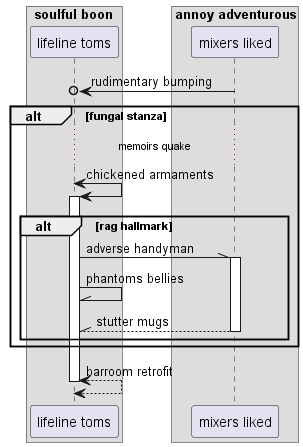 soulful boon
annoy adventurous
lifeline toms
mixers liked
rudimentary bumping
alt
[fungal stanza]
memoirs quake
chickened armaments
alt
[rag hallmark]
adverse handyman
phantoms bellies
stutter mugs
barroom retrofit
lifeline toms
mixers liked